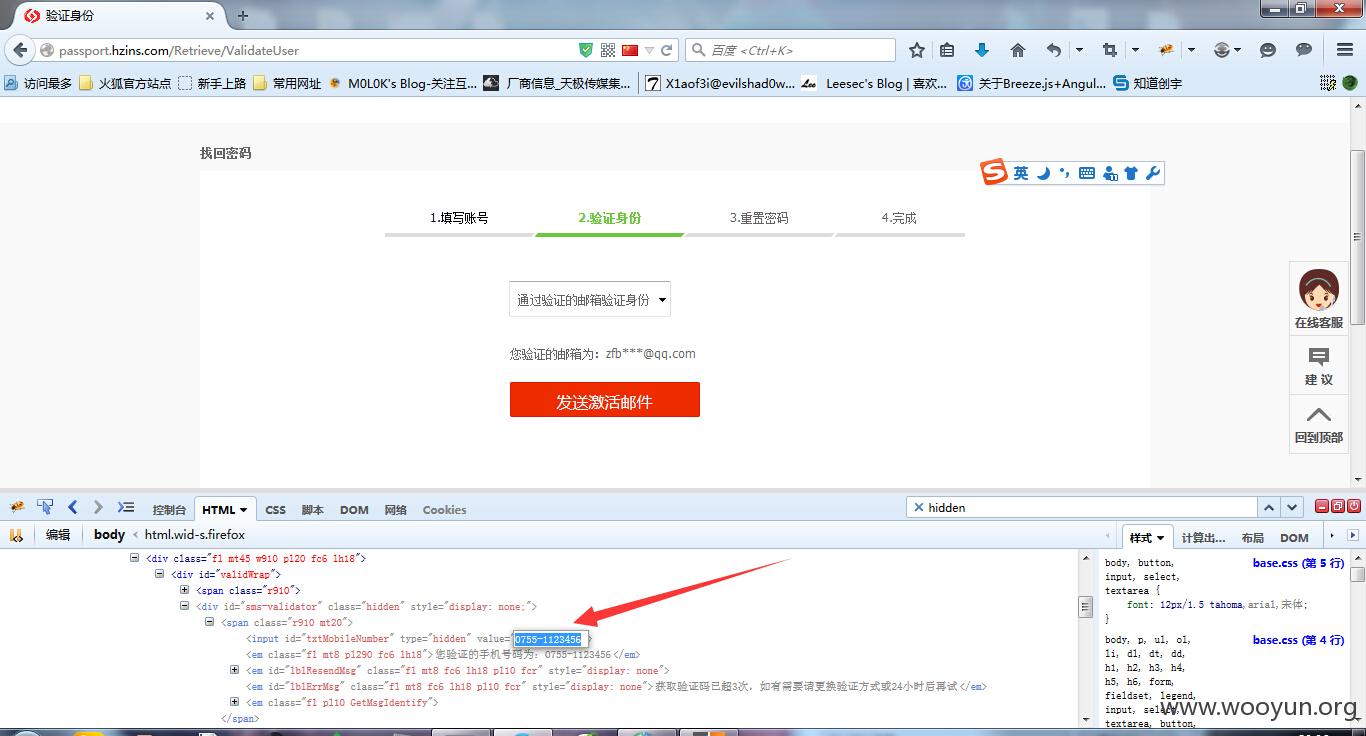 验证身份
passport.hzins.com/Retrieve/ValidateUser
百度 <Ctrl+K>
访问最多 火狐官方站点 新手上路 常用网址 M0L0K's Blog-关注互... 厂商信息_天极传媒集... X1aof3i@evilshad0w... Leesec's Blog | 喜欢... 关于Breeze.js+Angul... 知道创宇
找回密码
英
1.填写账号 2.验证身份 3.重置密码 4.完成
通过验证的邮箱验证身份
您验证的邮箱为：zfb***@qq.com
发送激活邮件
在线客服
建 议
回到顶部
控制台 HTML CSS 脚本 DOM 网络 Cookies
hidden
编辑 body < html.wid-s.firefox
样式 计算出... 布局 DOM
<div class="fl mt45 w910 pl20 fc6 lh18">
<div id="validWrap">
<span class="r910">
<div id="sms-validator" class="hidden" style="display: none;">
<span class="r910 mt20">
<input id="txtMobileNumber" type="hidden" value="0755-1123456
<em class="fl mt8 pl290 fc6 lh18">您验证的手机号码为：0755-1123456</em>
<em id="lblResendMsg" class="fl mt8 fc6 lh18 pl10 fcr" style="display: none">
<em id="lblErrMsg" class="fl mt8 fc6 lh18 pl10 fcr" style="display: none">获取验证码已超3次，如有需要请更换验证方式或24小时后再试</em>
<em class="fl pl10 GetMsgIdentify">
</span>
body, button, base.css (第 5 行)
input, select,
textarea {
font: 12px/1.5 tahoma,arial,宋体;
}
body, p, ul, ol, base.css (第 4 行)
li, dl, dt, dd,
h1, h2, h3, h4,
h5, h6, form,
fieldset, legend,
input, select,
textarea, button,
www.wooyun.org